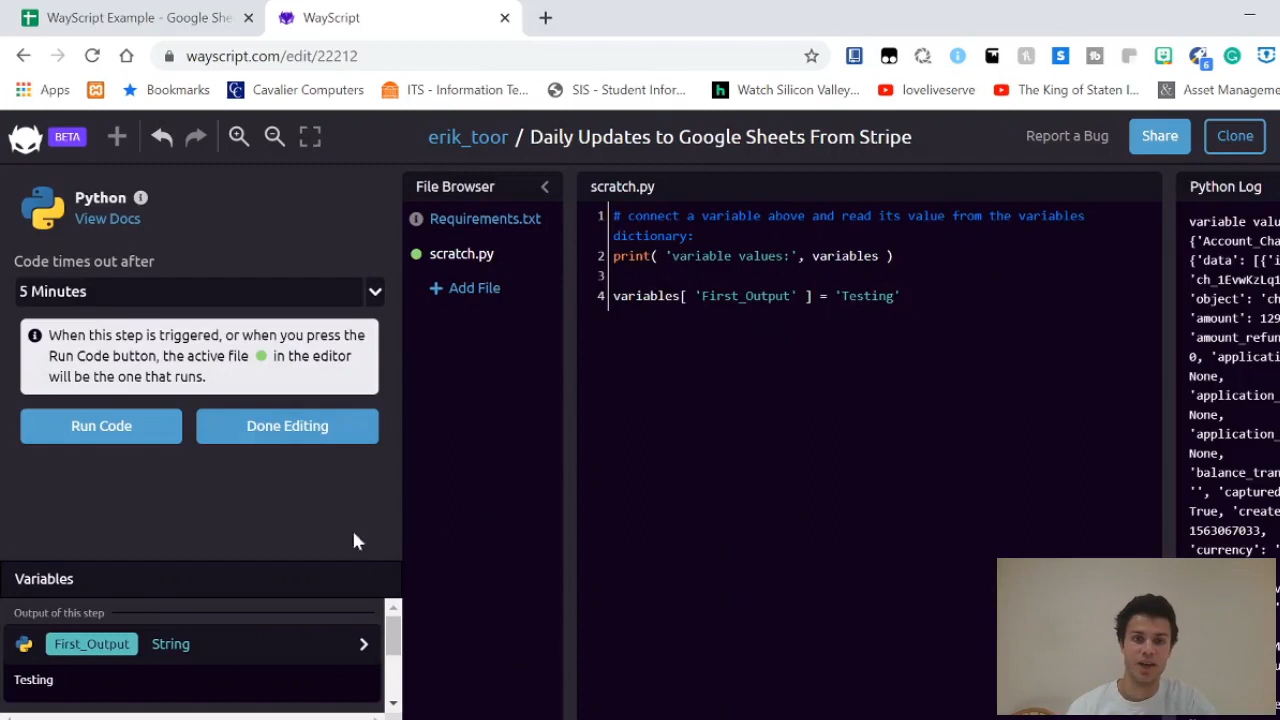 WayScript Example - Google She
WayScript
wayscript.com/edit/22212
6
Apps
Bookmarks
Cavalier Computers
ITS - Information Te...
SIS - Student Infor...
Watch Silicon Valley...
loveliveserve
The King of Staten I...
Asset Manageme
BETA
erik_toor / Daily Updates to Google Sheets From Stripe
Report a Bug
Share
Clone
Python
View Docs
Code times out after
5 Minutes
When this step is triggered, or when you press the
Run Code button, the active file in the editor
will be the one that runs.
Run Code
Done Editing
Variables
Output of this step
First_Output String
Testing
File Browser
Requirements.txt
scratch.py
Add File
scratch.py
1 # connect a variable above and read its value from the variables
dictionary:
2 print( 'variable values:', variables )
3
4 variables[ 'First_Output' ] = 'Testing'
Python Log
variable valu
{'Account_Cha
{'data': [{'i
'ch_1EvwKzLq1
'object': 'ch
'amount': 129
'amount_refun
0, 'applicati
None,
'application_
None,
'application_
None,
'balance_tran
'', 'captured
True, 'create
1563067033,
'currency': '